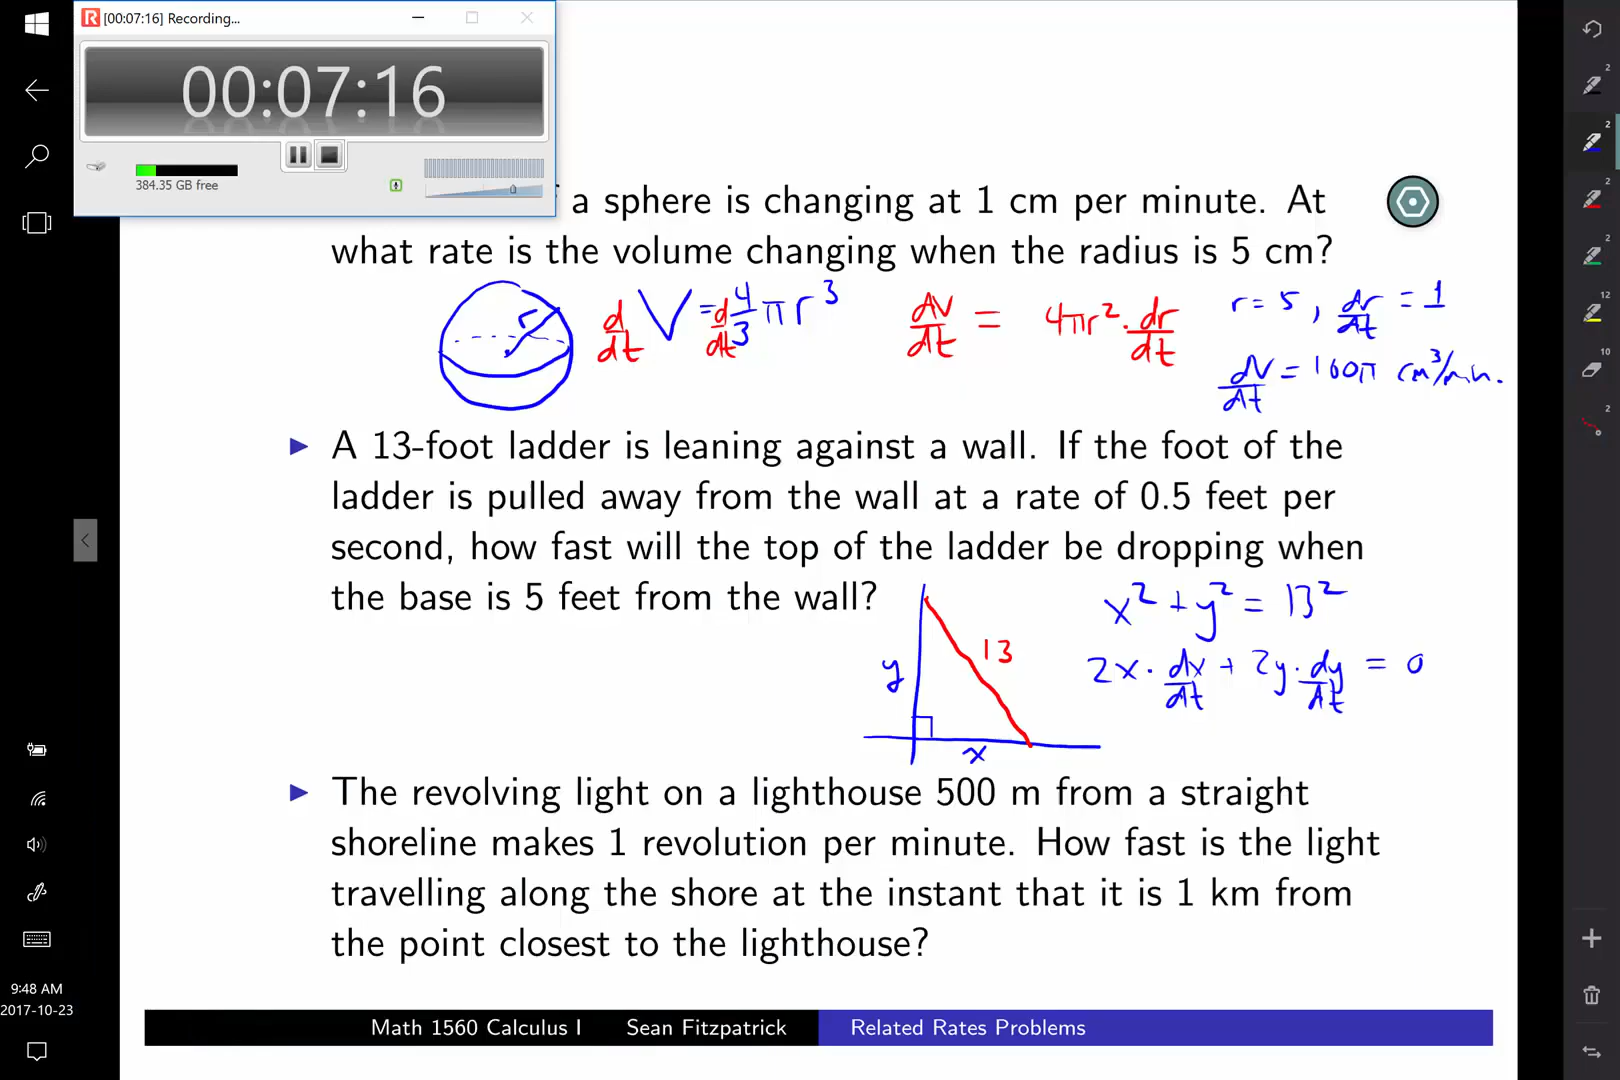 [00:07:16] Recording...
00:07:16
384.35 GB free
a sphere is changing at 1 cm per minute. At
what rate is the volume changing when the radius is 5 cm?
r
d/dt V = d/dt 4/3 πr³
dV/dt = 4πr² · dr/dt
r = 5, dr/dt = 1
dV/dt = 100π cm³/min.
▶ A 13-foot ladder is leaning against a wall. If the foot of the
ladder is pulled away from the wall at a rate of 0.5 feet per
second, how fast will the top of the ladder be dropping when
the base is 5 feet from the wall?
y
13
x
x² + y² = 13²
2x · dx/dt + 2y · dy/dt = 0
▶ The revolving light on a lighthouse 500 m from a straight
shoreline makes 1 revolution per minute. How fast is the light
travelling along the shore at the instant that it is 1 km from
the point closest to the lighthouse?
Math 1560 Calculus I Sean Fitzpatrick Related Rates Problems
9:48 AM
2017-10-23
2
2
2
2
12
10
2